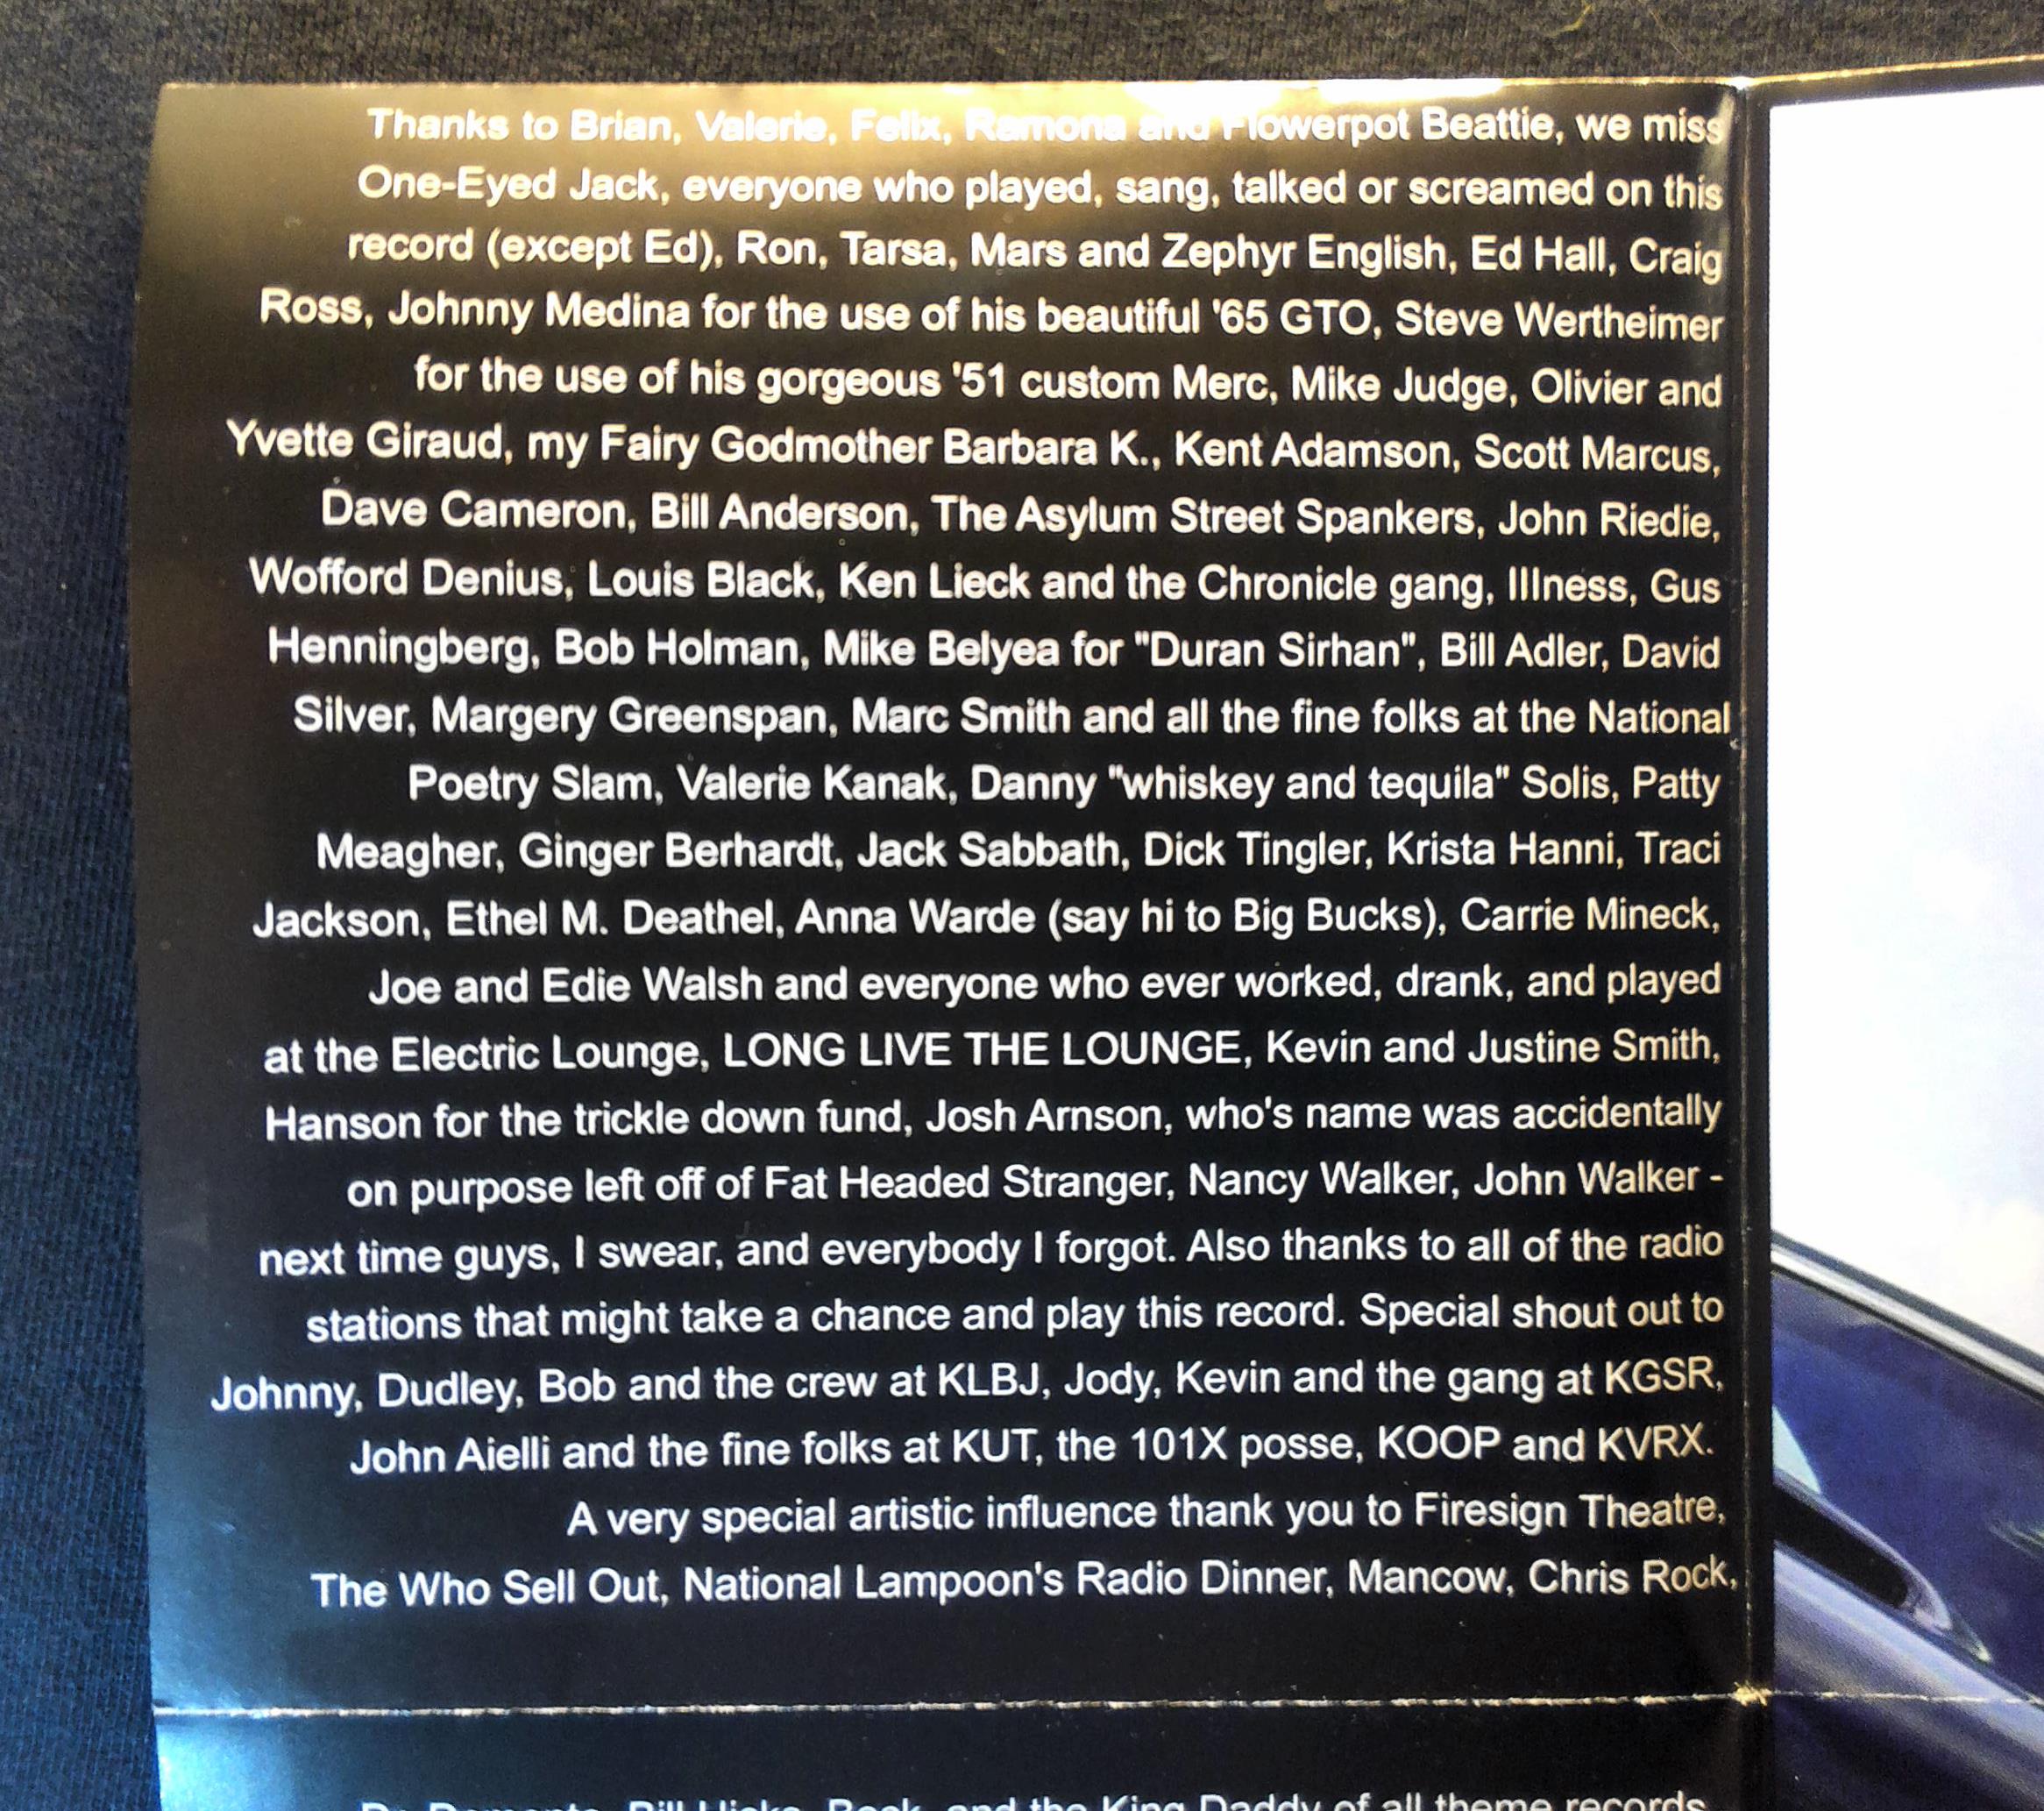 Thanks to Brian, Valerie, Felix, Ramona and Flowerpot Beattie, we miss
One-Eyed Jack, everyone who played, sang, talked or screamed on this
record (except Ed), Ron, Tarsa, Mars and Zephyr English, Ed Hall, Craig
Ross, Johnny Medina for the use of his beautiful '65 GTO, Steve Wertheimer
for the use of his gorgeous '51 custom Merc, Mike Judge, Olivier and
Yvette Giraud, my Fairy Godmother Barbara K., Kent Adamson, Scott Marcus,
Dave Cameron, Bill Anderson, The Asylum Street Spankers, John Riedie,
Wofford Denius, Louis Black, Ken Lieck and the Chronicle gang, Illness, Gus
Henningberg, Bob Holman, Mike Belyea for "Duran Sirhan", Bill Adler, David
Silver, Margery Greenspan, Marc Smith and all the fine folks at the National
Poetry Slam, Valerie Kanak, Danny "whiskey and tequila" Solis, Patty
Meagher, Ginger Berhardt, Jack Sabbath, Dick Tingler, Krista Hanni, Traci
Jackson, Ethel M. Deathel, Anna Warde (say hi to Big Bucks), Carrie Mineck,
Joe and Edie Walsh and everyone who ever worked, drank, and played
at the Electric Lounge, LONG LIVE THE LOUNGE, Kevin and Justine Smith,
Hanson for the trickle down fund, Josh Arnson, who's name was accidentally
on purpose left off of Fat Headed Stranger, Nancy Walker, John Walker -
next time guys, I swear, and everybody I forgot. Also thanks to all of the radio
stations that might take a chance and play this record. Special shout out to
Johnny, Dudley, Bob and the crew at KLBJ, Jody, Kevin and the gang at KGSR,
John Aielli and the fine folks at KUT, the 101X posse, KOOP and KVRX.
A very special artistic influence thank you to Firesign Theatre,
The Who Sell Out, National Lampoon's Radio Dinner, Mancow, Chris Rock,
Bill Hicks, and the King Daddy of all theme records